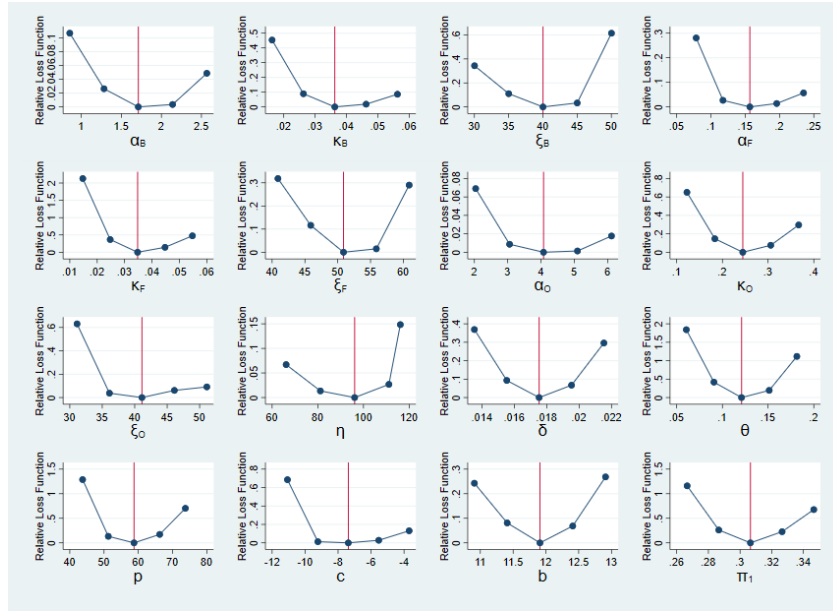 Relative Loss Function
0 .02 .04 .06 .08 .1
1 1.5 2 2.5
α_B
Relative Loss Function
0 .1 .2 .3 .4 .5
.02 .03 .04 .05 .06
κ_B
Relative Loss Function
0 .2 .4 .6
30 35 40 45 50
ξ_B
Relative Loss Function
0 .1 .2 .3
.05 .1 .15 .2 .25
α_F
Relative Loss Function
0 .5 1 1.5 2
.01 .02 .03 .04 .05 .06
κ_F
Relative Loss Function
0 .1 .2 .3
40 45 50 55 60
ξ_F
Relative Loss Function
0 .02 .04 .06 .08
2 3 4 5 6
α_O
Relative Loss Function
0 .2 .4 .6 .8
.1 .2 .3 .4
κ_O
Relative Loss Function
0 .2 .4 .6
30 35 40 45 50
ξ_O
Relative Loss Function
0 .05 .1 .15
60 80 100 120
η
Relative Loss Function
0 .1 .2 .3 .4
.014 .016 .018 .02 .022
δ
Relative Loss Function
0 .5 1 1.5 2
.05 .1 .15 .2
θ
Relative Loss Function
0 .5 1 1.5
40 50 60 70 80
p
Relative Loss Function
0 .2 .4 .6 .8
-12 -10 -8 -6 -4
c
Relative Loss Function
0 .1 .2 .3
11 11.5 12 12.5 13
b
Relative Loss Function
0 .5 1 1.5
.26 .28 .3 .32 .34
π₁